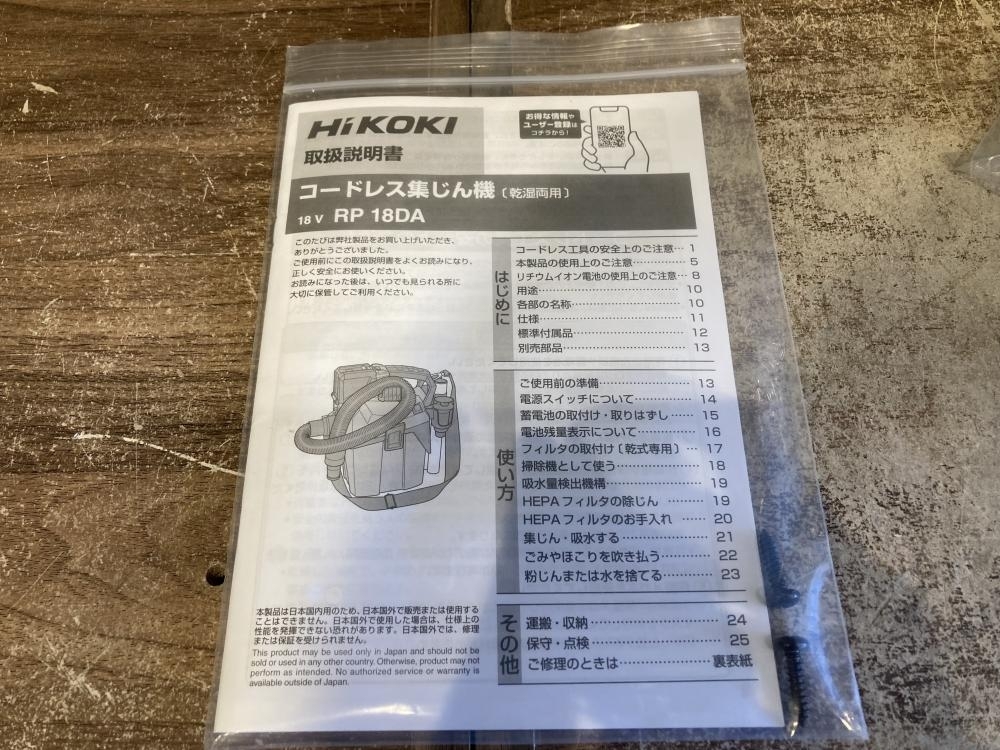 HiKOKI
取扱説明書
お得な情報や
ユーザー登録は
コチラから！
コードレス集じん機〔乾湿両用〕
18 V RP 18DA
このたびは弊社製品をお買い上げいただき、
ありがとうございました。
ご使用前にこの取扱説明書をよくお読みになり、
正しく安全にお使いください。
お読みになった後は、いつでも見られる所に
大切に保管してご利用ください。
はじめに
コードレス工具の安全上のご注意… 1
本製品の使用上のご注意………… 5
リチウムイオン電池の使用上のご注意… 8
用途………………………… 10
各部の名称………………… 10
仕様………………………… 11
標準付属品………………… 12
別売部品…………………… 13
使い方
ご使用前の準備…………… 13
電源スイッチについて……… 14
蓄電池の取付け・取りはずし…… 15
電池残量表示について……… 16
フィルタの取付け〔乾式専用〕… 17
掃除機として使う………… 18
吸水量検出機構…………… 19
HEPAフィルタの除じん ……… 19
HEPAフィルタのお手入れ …… 20
集じん・吸水する………… 21
ごみやほこりを吹き払う…… 22
粉じんまたは水を捨てる……… 23
その他
運搬・収納………………… 24
保守・点検………………… 25
ご修理のときは…………… 裏表紙
本製品は日本国内用のため、日本国外で販売または使用する
ことはできません。日本国外で使用した場合は、仕様上の
性能を発揮できない恐れがあります。日本国外では、修理
または保証を受けられません。
This product may be used only in Japan and should not be
sold or used in any other country. Otherwise, product may not
perform as intended. No authorized service or warranty is
available outside of Japan.